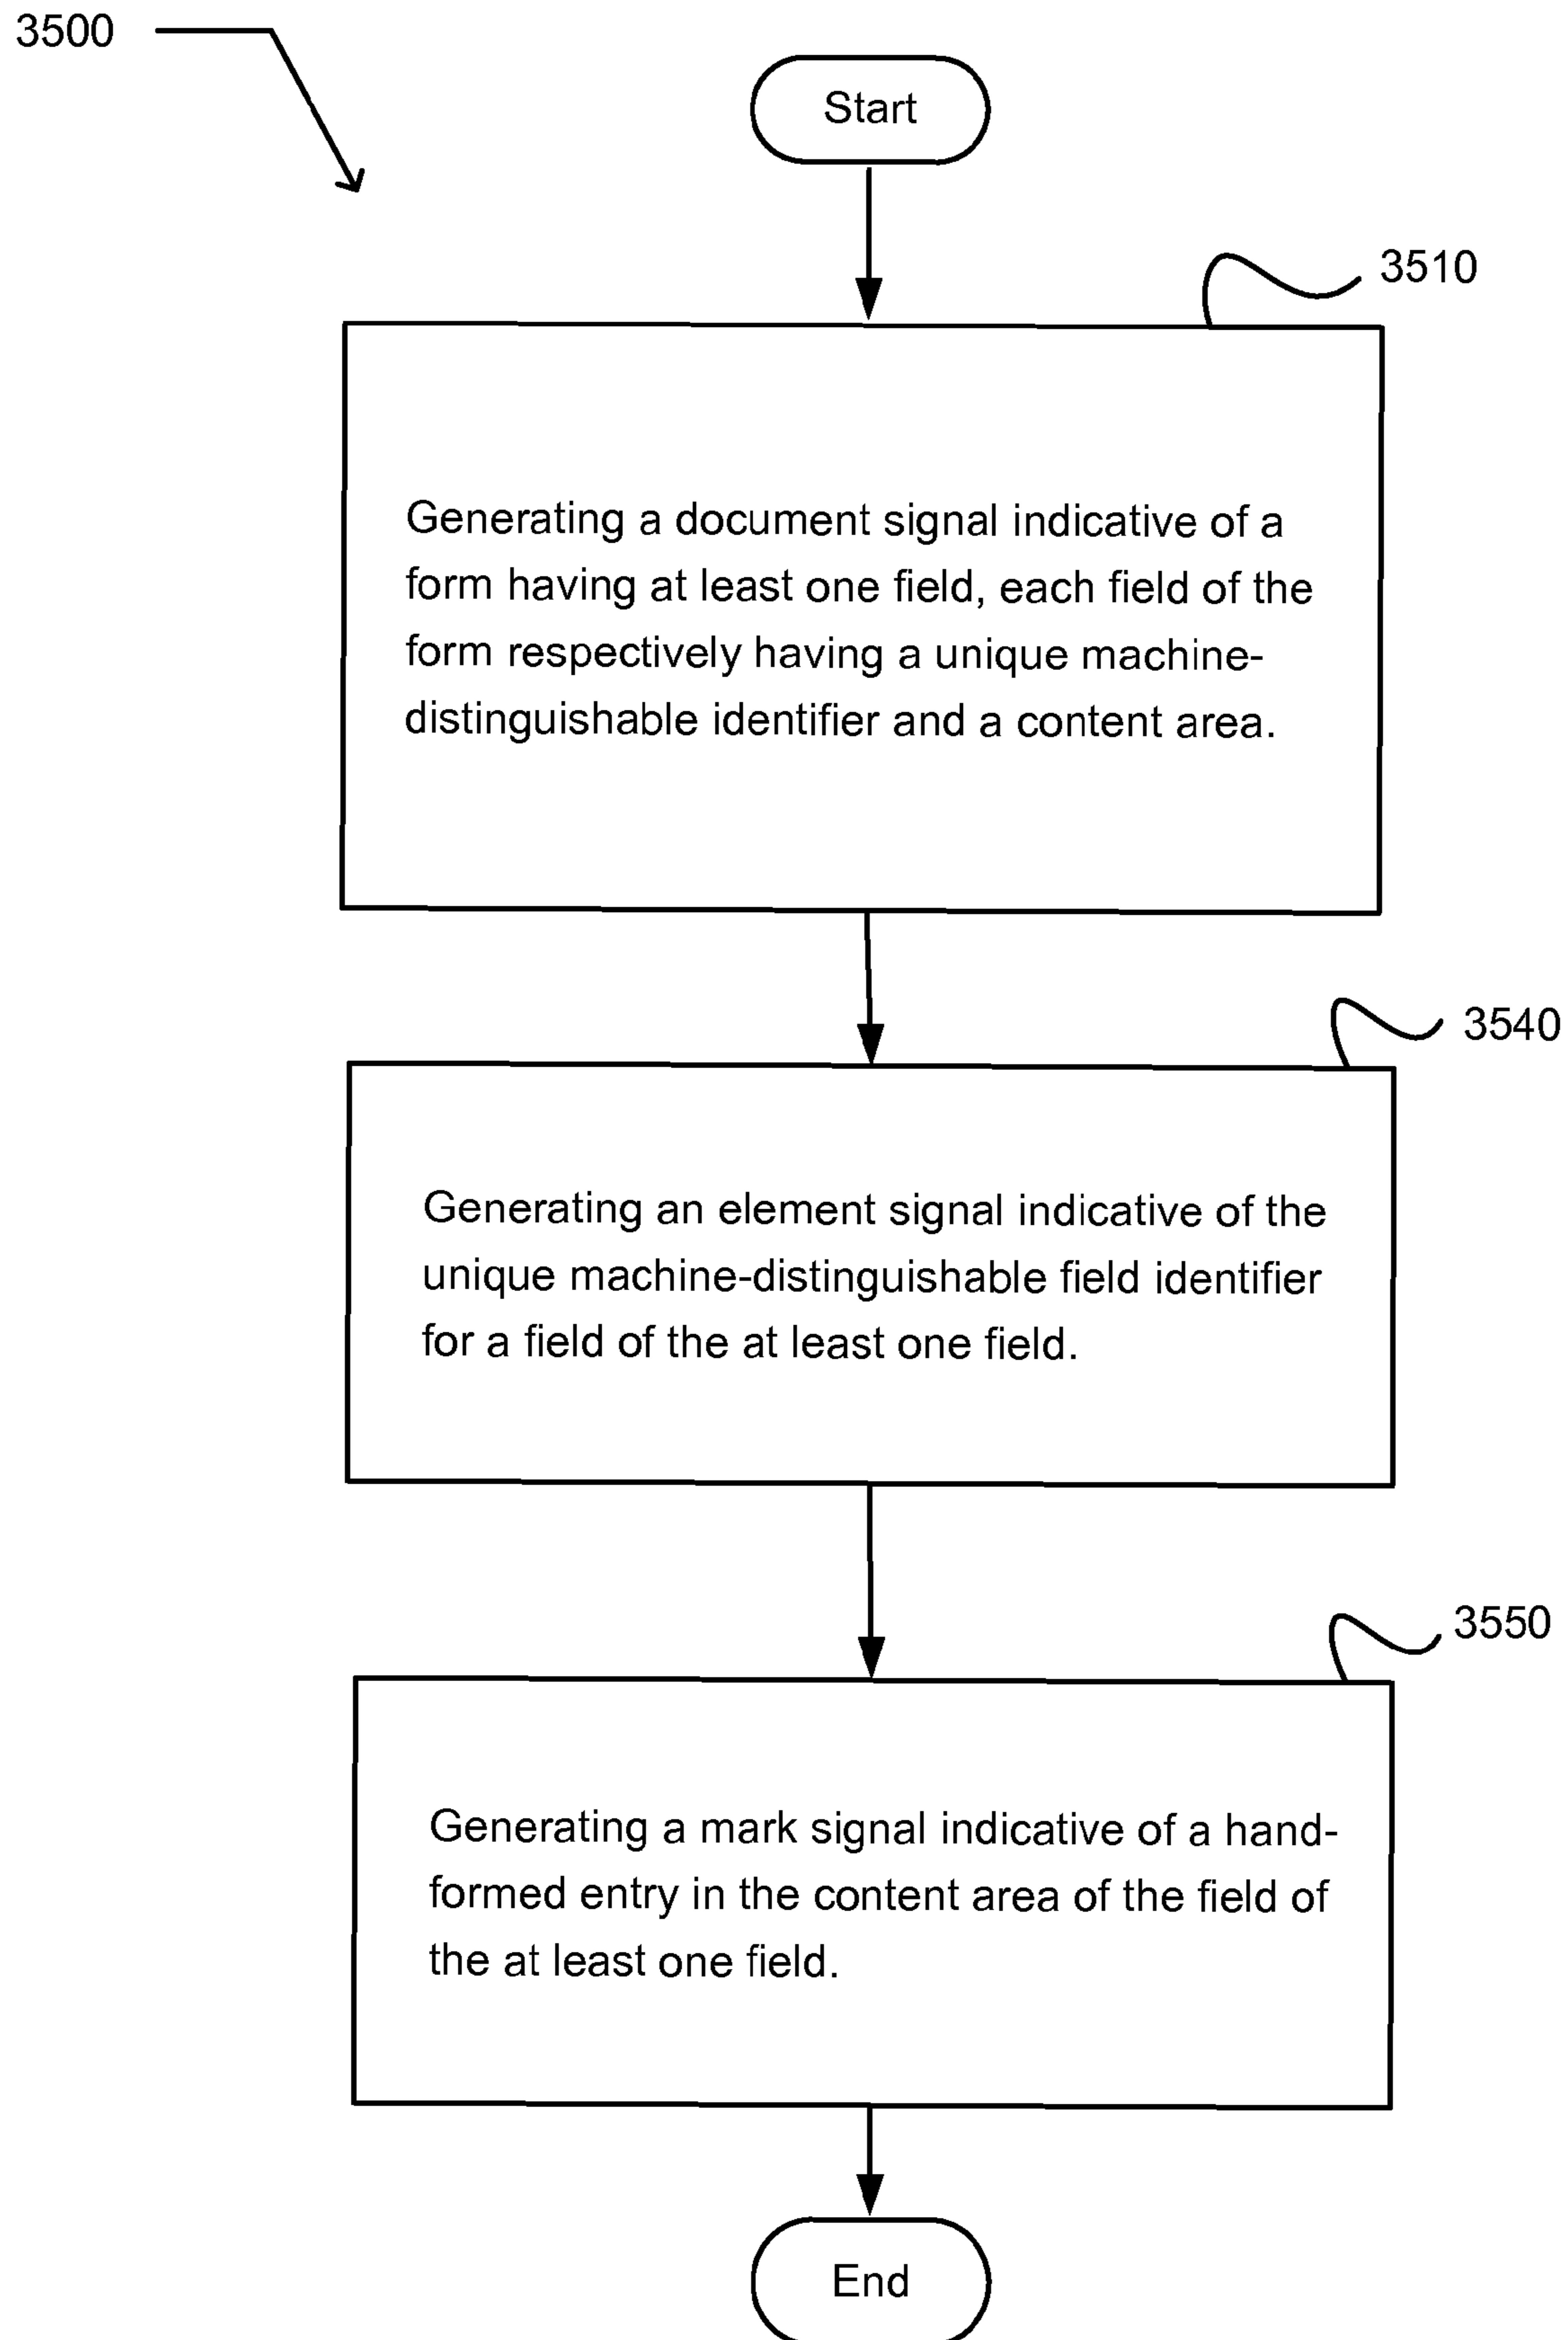 3500
Start
3510
Generating a document signal indicative of a
form having at least one field, each field of the
form respectively having a unique machine-
distinguishable identifier and a content area.
3540
Generating an element signal indicative of the
unique machine-distinguishable field identifier
for a field of the at least one field.
3550
Generating a mark signal indicative of a hand-
formed entry in the content area of the field of
the at least one field.
End